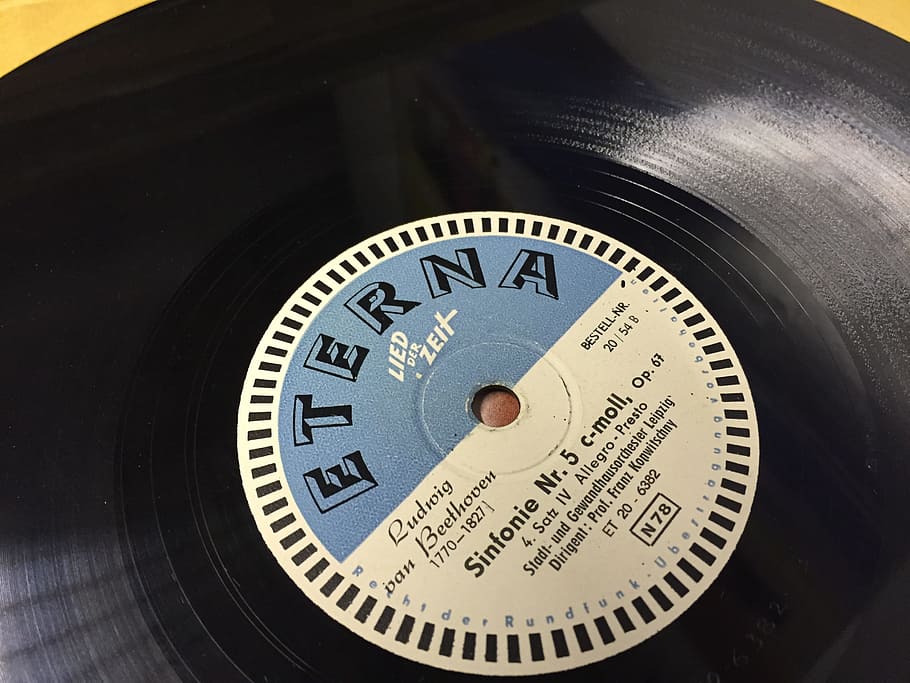 ETERNA
LIED
DER
ZEIT
BESTELL-NR.
20/54 B
Ludwig
van Beethoven
1770–1827
Sinfonie Nr. 5 c-moll, Op. 67
4. Satz IV Allegro-Presto
Stadt- und Gewandhausorchester Leipzig
Dirigent: Prof. Franz Konwitschny
ET 20 6382
N 78
Recht der Rundfunk-Übertragung